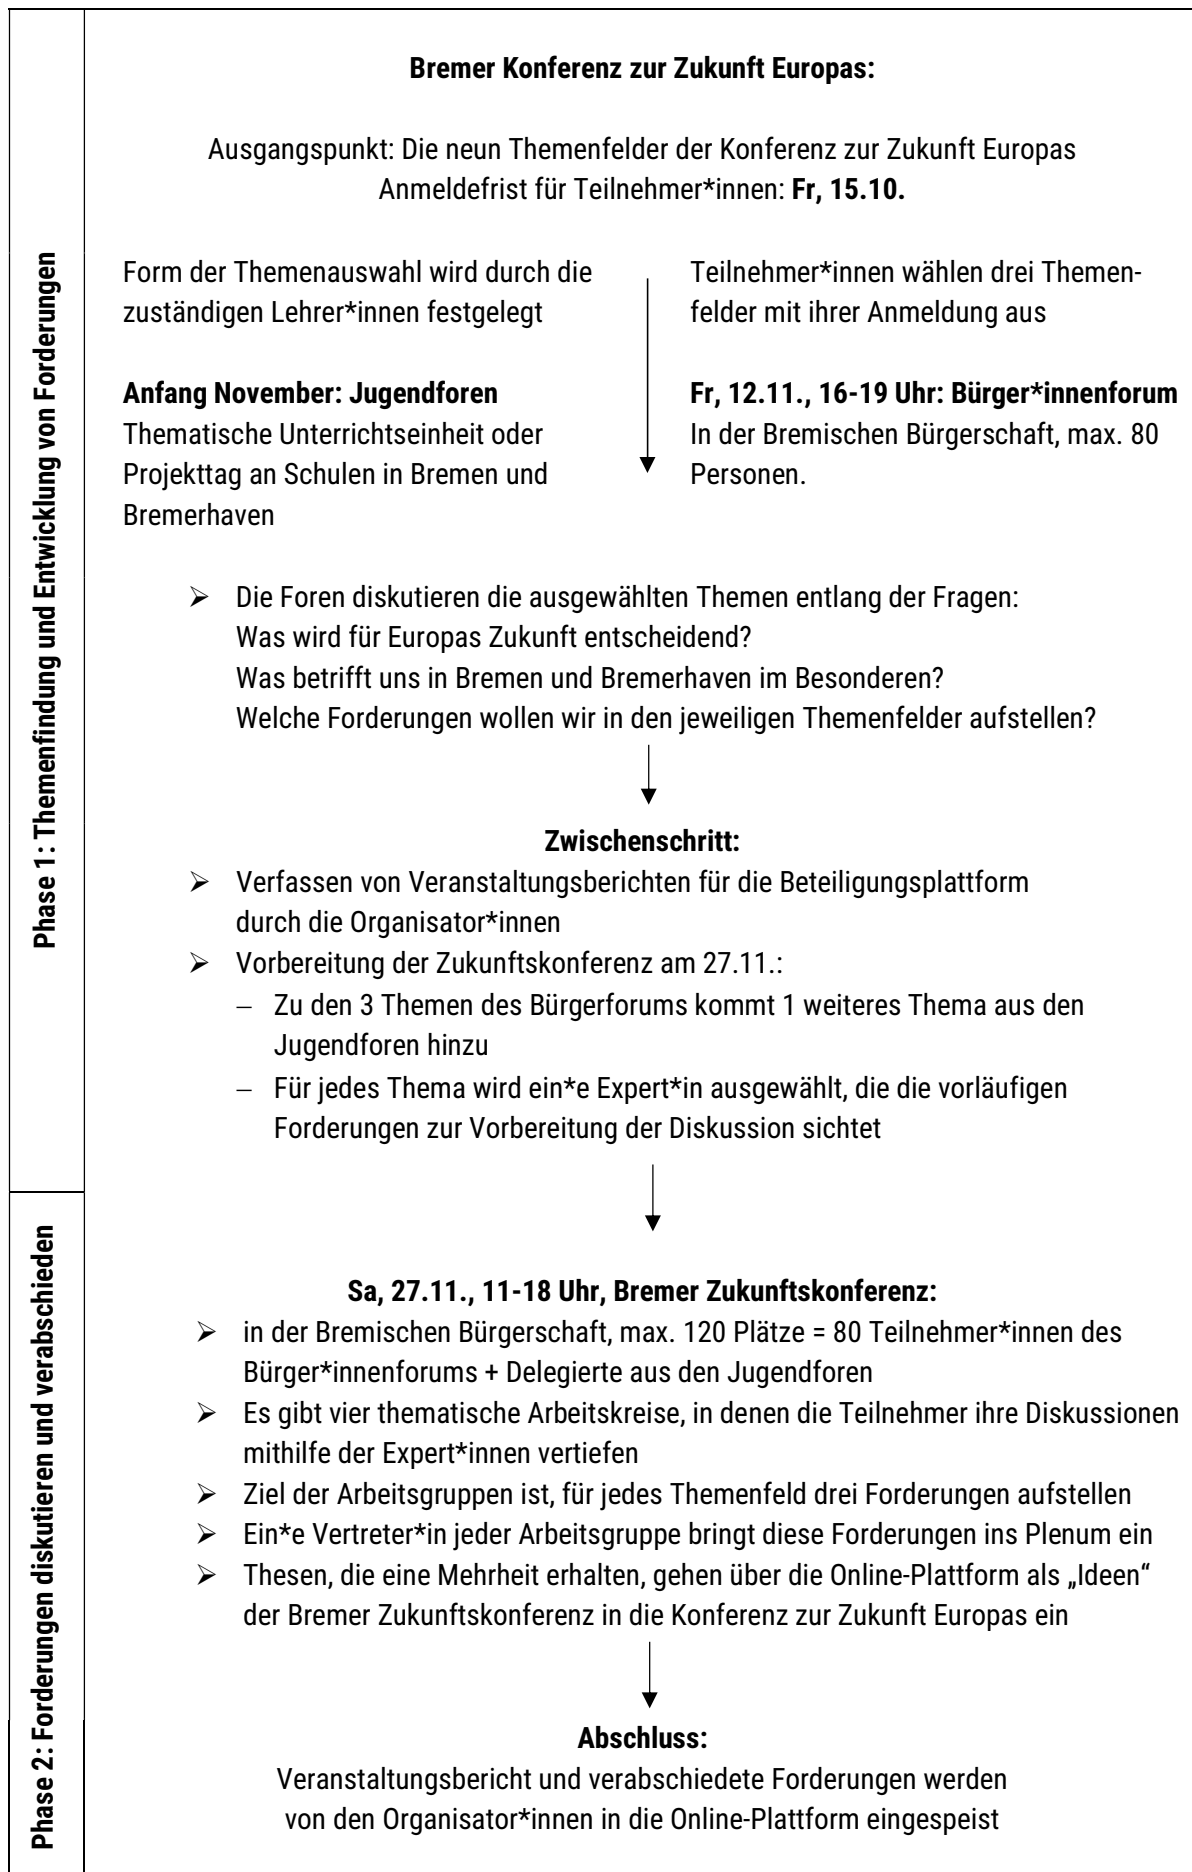 Phase 1: Themenfindung und Entwicklung von Forderungen
Bremer Konferenz zur Zukunft Europas:
Ausgangspunkt: Die neun Themenfelder der Konferenz zur Zukunft Europas
Anmeldefrist für Teilnehmer*innen: Fr, 15.10.
Form der Themenauswahl wird durch die
zuständigen Lehrer*innen festgelegt
Anfang November: Jugendforen
Thematische Unterrichtseinheit oder
Projekttag an Schulen in Bremen und
Bremerhaven
Teilnehmer*innen wählen drei Themen-
felder mit ihrer Anmeldung aus
Fr, 12.11., 16-19 Uhr: Bürger*innenforum
In der Bremischen Bürgerschaft, max. 80
Personen.
➢ Die Foren diskutieren die ausgewählten Themen entlang der Fragen:
Was wird für Europas Zukunft entscheidend?
Was betrifft uns in Bremen und Bremerhaven im Besonderen?
Welche Forderungen wollen wir in den jeweiligen Themenfelder aufstellen?
Zwischenschritt:
➢ Verfassen von Veranstaltungsberichten für die Beteiligungsplattform
durch die Organisator*innen
➢ Vorbereitung der Zukunftskonferenz am 27.11.:
– Zu den 3 Themen des Bürgerforums kommt 1 weiteres Thema aus den
Jugendforen hinzu
– Für jedes Thema wird ein*e Expert*in ausgewählt, die die vorläufigen
Forderungen zur Vorbereitung der Diskussion sichtet
Phase 2: Forderungen diskutieren und verabschieden
Sa, 27.11., 11-18 Uhr, Bremer Zukunftskonferenz:
➢ in der Bremischen Bürgerschaft, max. 120 Plätze = 80 Teilnehmer*innen des
Bürger*innenforums + Delegierte aus den Jugendforen
➢ Es gibt vier thematische Arbeitskreise, in denen die Teilnehmer ihre Diskussionen
mithilfe der Expert*innen vertiefen
➢ Ziel der Arbeitsgruppen ist, für jedes Themenfeld drei Forderungen aufstellen
➢ Ein*e Vertreter*in jeder Arbeitsgruppe bringt diese Forderungen ins Plenum ein
➢ Thesen, die eine Mehrheit erhalten, gehen über die Online-Plattform als „Ideen“
der Bremer Zukunftskonferenz in die Konferenz zur Zukunft Europas ein
Abschluss:
Veranstaltungsbericht und verabschiedete Forderungen werden
von den Organisator*innen in die Online-Plattform eingespeist